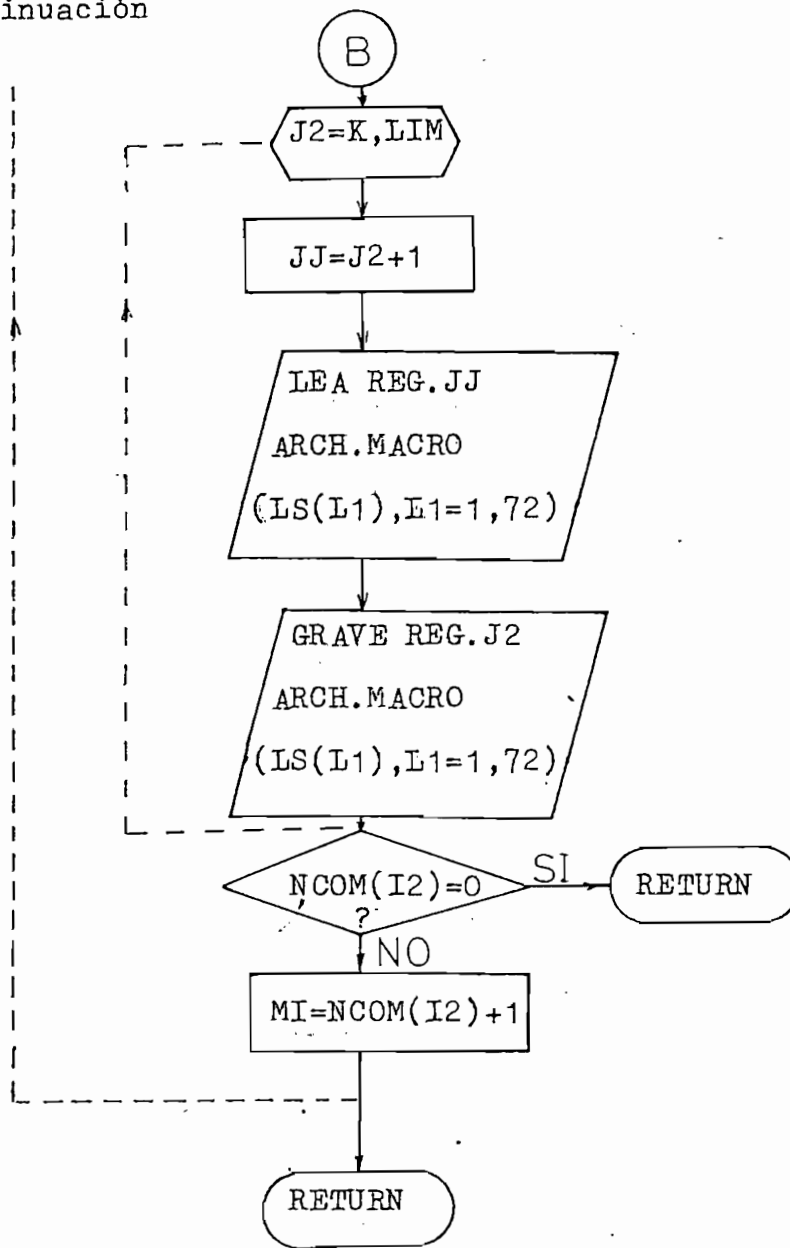 inuación
B
J2=K,LIM
JJ=J2+1
LEA REG.JJ
ARCH.MACRO
(LS(L1),L1=1,72)
GRAVE REG.J2
ARCH.MACRO
(LS(L1),L1=1,72)
NCOM(I2)=0
?
SI
RETURN
NO
MI=NCOM(I2)+1
RETURN